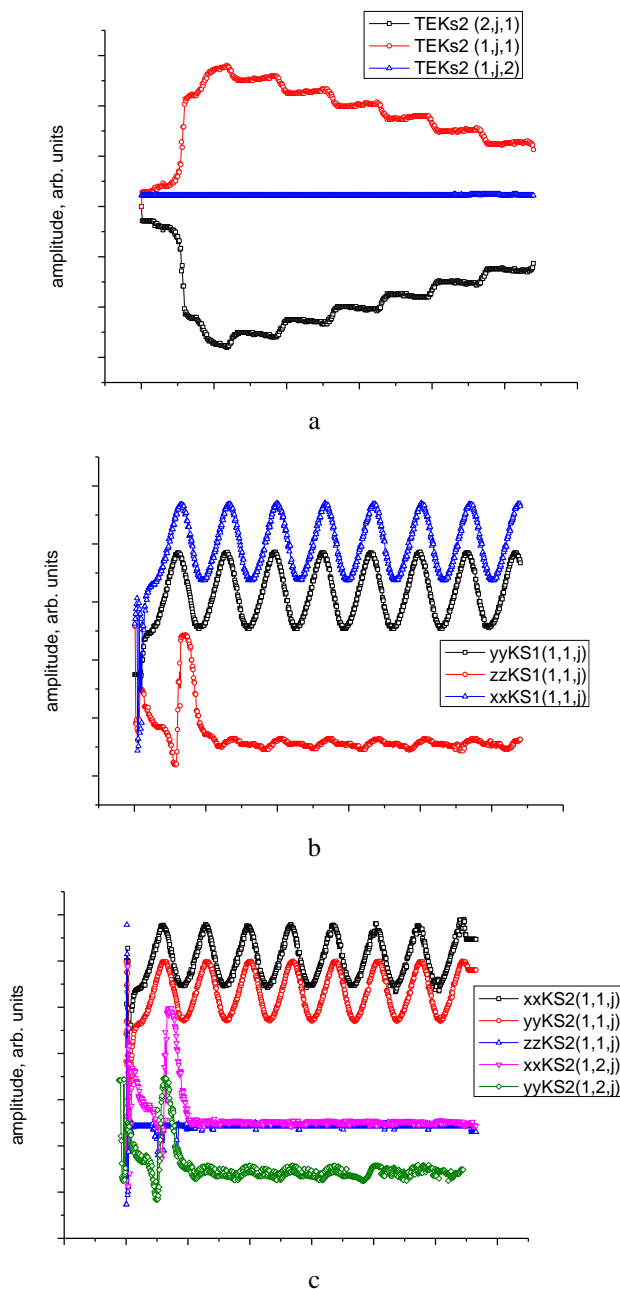 TEKs2 (2,j,1)
TEKs2 (1,j,1)
TEKs2 (1,j,2)
amplitude, arb. units
a
amplitude, arb. units
yyKS1(1,1,j)
zzKS1(1,1,j)
xxKS1(1,1,j)
b
amplitude, arb. units
xxKS2(1,1,j)
yyKS2(1,1,j)
zzKS2(1,1,j)
xxKS2(1,2,j)
yyKS2(1,2,j)
c